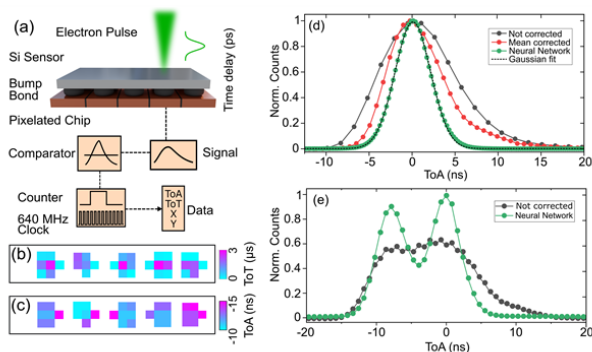 (a)
Electron Pulse
Si Sensor
Time delay (ps)
Bump
Bond
Pixelated Chip
Comparator
Signal
Counter
640 MHz
Clock
ToA
ToT
X
Y
Data
(b)
3
0
ToT (µs)
(c)
-15
-10
ToA (ns)
(d)
Not corrected
Mean corrected
Neural Network
Gaussian fit
Norm. Counts
1.0
0.8
0.6
0.4
0.2
0
-10
-5
0
5
10
15
20
ToA (ns)
(e)
Not corrected
Neural Network
Norm. Counts
1.0
0.8
0.6
0.4
0.2
0
-20
-10
0
10
20
ToA (ns)